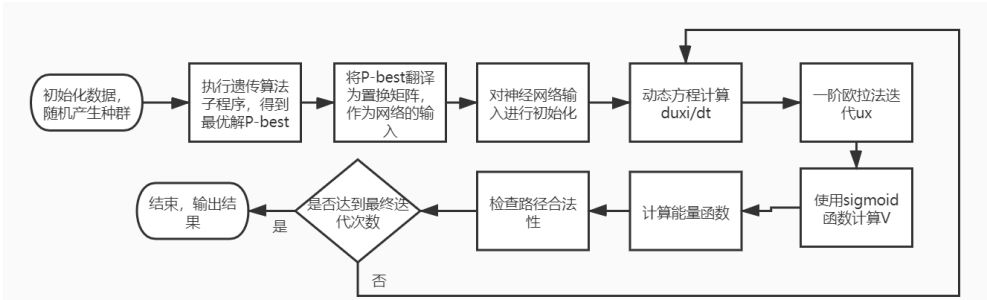 初始化数据，
随机产生种群
执行遗传算法
子程序，得到
最优解P-best
将P-best翻译
为置换矩阵，
作为网络的输
入
对神经网络输
入进行初始化
动态方程计算
duxi/dt
一阶欧拉法迭
代ux
使用sigmoid
函数计算V
计算能量函数
检查路径合法
性
是否达到最终迭
代次数
是
否
结束，输出结
果